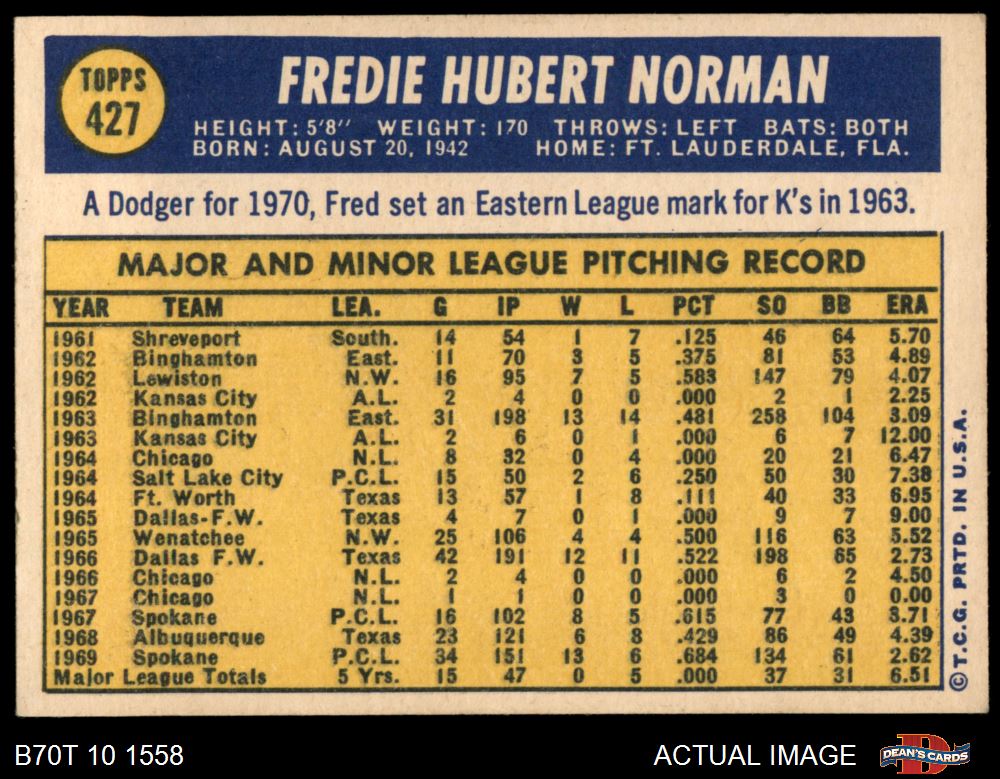 TOPPS
427
FREDIE HUBERT NORMAN
HEIGHT: 5'8" WEIGHT: 170 THROWS: LEFT BATS: BOTH
BORN: AUGUST 20, 1942 HOME: FT. LAUDERDALE, FLA.
A Dodger for 1970, Fred set an Eastern League mark for K's in 1963.
MAJOR AND MINOR LEAGUE PITCHING RECORD
YEAR TEAM LEA. G IP W L PCT SO BB ERA
1961 Shreveport South. 14 54 1 7 .125 46 64 5.70
1962 Binghamton East. 11 70 3 5 .375 81 53 4.89
1962 Lewiston N.W. 16 95 7 5 .583 147 79 4.07
1962 Kansas City A.L. 2 4 0 0 .000 2 1 2.25
1963 Binghamton East. 31 198 13 14 .481 258 104 3.09
1963 Kansas City A.L. 2 6 0 1 .000 6 7 12.00
1964 Chicago N.L. 8 32 0 4 .000 20 21 6.47
1964 Salt Lake City P.C.L. 15 50 2 6 .250 50 30 7.38
1964 Ft. Worth Texas 13 57 1 8 .111 40 33 6.95
1965 Dallas-F.W. Texas 4 7 0 1 .000 9 7 9.00
1965 Wenatchee N.W. 25 106 4 4 .500 116 63 5.52
1966 Dallas F.W. Texas 42 191 12 11 .522 198 65 2.73
1966 Chicago N.L. 2 4 0 0 .000 6 2 4.50
1967 Chicago N.L. 1 1 0 0 .000 3 0 0.00
1967 Spokane P.C.L. 16 102 8 5 .615 77 43 3.71
1968 Albuquerque Texas 23 121 6 8 .429 86 49 4.39
1969 Spokane P.C.L. 34 151 13 6 .684 134 61 2.62
Major League Totals 5 Yrs. 15 47 0 5 .000 37 31 6.51
©T.C.G. PRTD. IN U.S.A.
B70T 10 1558 ACTUAL IMAGE
DEAN'S CARDS